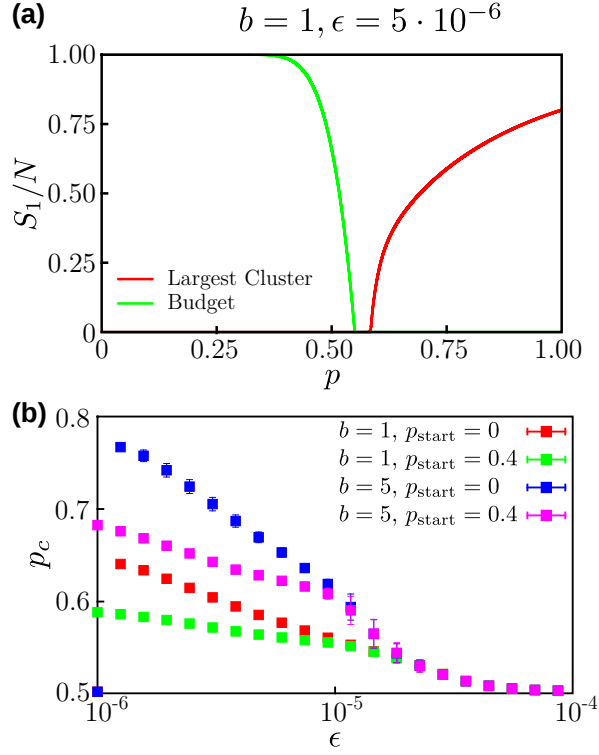 (a)
b = 1, ϵ = 5 · 10⁻⁶
1.00
0.75
0.50
0.25
0
S₁/N
Largest Cluster
Budget
0 0.25 0.50 0.75 1.00
p
(b)
0.8
0.7
0.6
0.5
p_c
b = 1, p_start = 0
b = 1, p_start = 0.4
b = 5, p_start = 0
b = 5, p_start = 0.4
10⁻⁶ 10⁻⁵ 10⁻⁴
ϵ